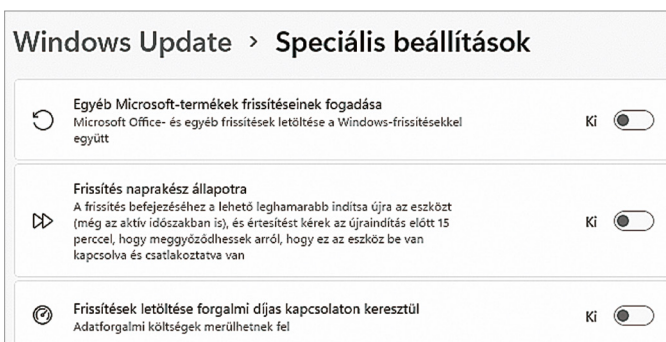 Windows Update > Speciális beállítások
Egyéb Microsoft-termékek frissítéseinek fogadása
Microsoft Office- és egyéb frissítések letöltése a Windows-frissítésekkel
együtt
Ki
Frissítés naprakész állapotra
A frissítés befejezéséhez a lehető leghamarabb indítsa újra az eszközt
(még az aktív időszakban is), és értesítést kérek az újraindítás előtt 15
perccel, hogy meggyőződhessek arról, hogy ez az eszköz be van
kapcsolva és csatlakoztatva van
Ki
Frissítések letöltése forgalmi díjas kapcsolaton keresztül
Adatforgalmi költségek merülhetnek fel
Ki